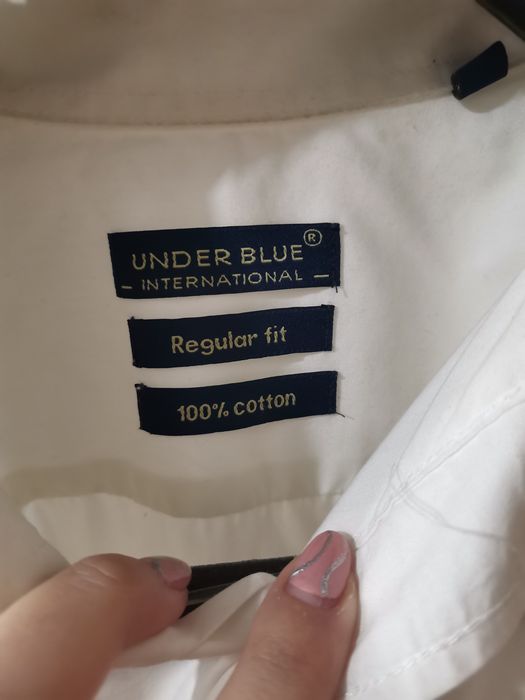 UNDER BLUE®
- INTERNATIONAL -
Regular fit
100% cotton